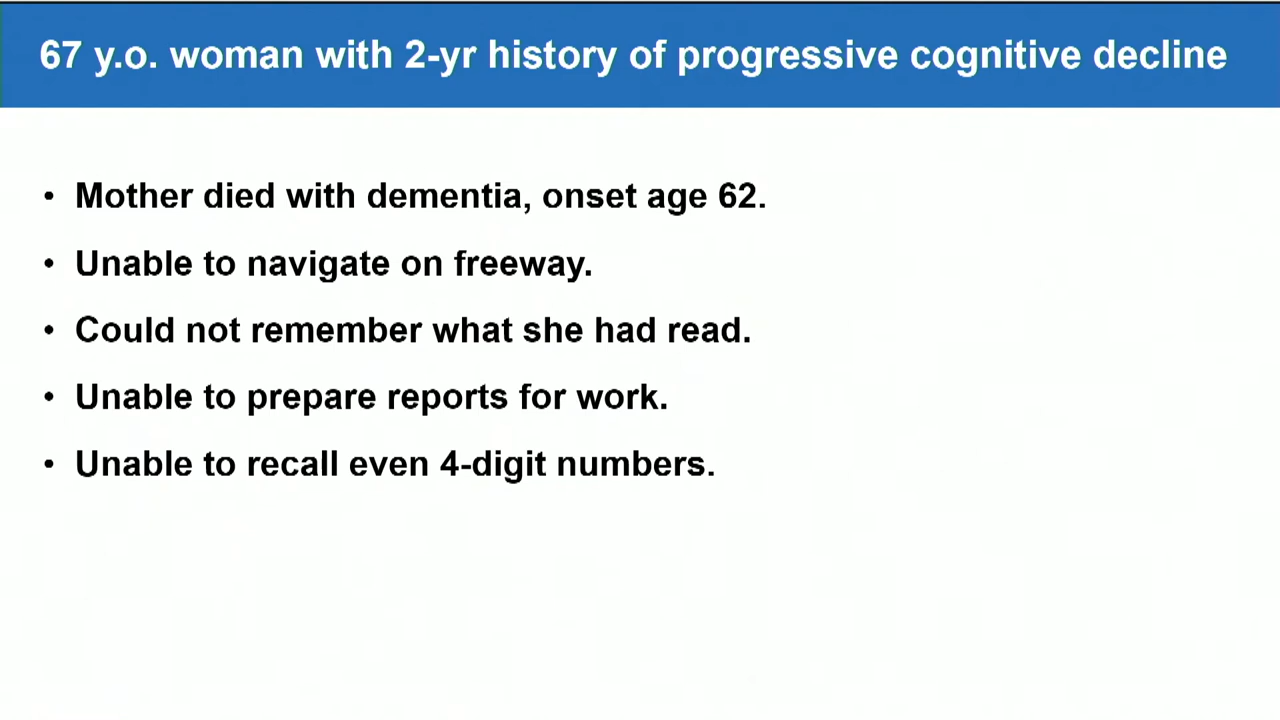 67 y.o. woman with 2-yr history of progressive cognitive decline
• Mother died with dementia, onset age 62.
• Unable to navigate on freeway.
• Could not remember what she had read.
• Unable to prepare reports for work.
• Unable to recall even 4-digit numbers.